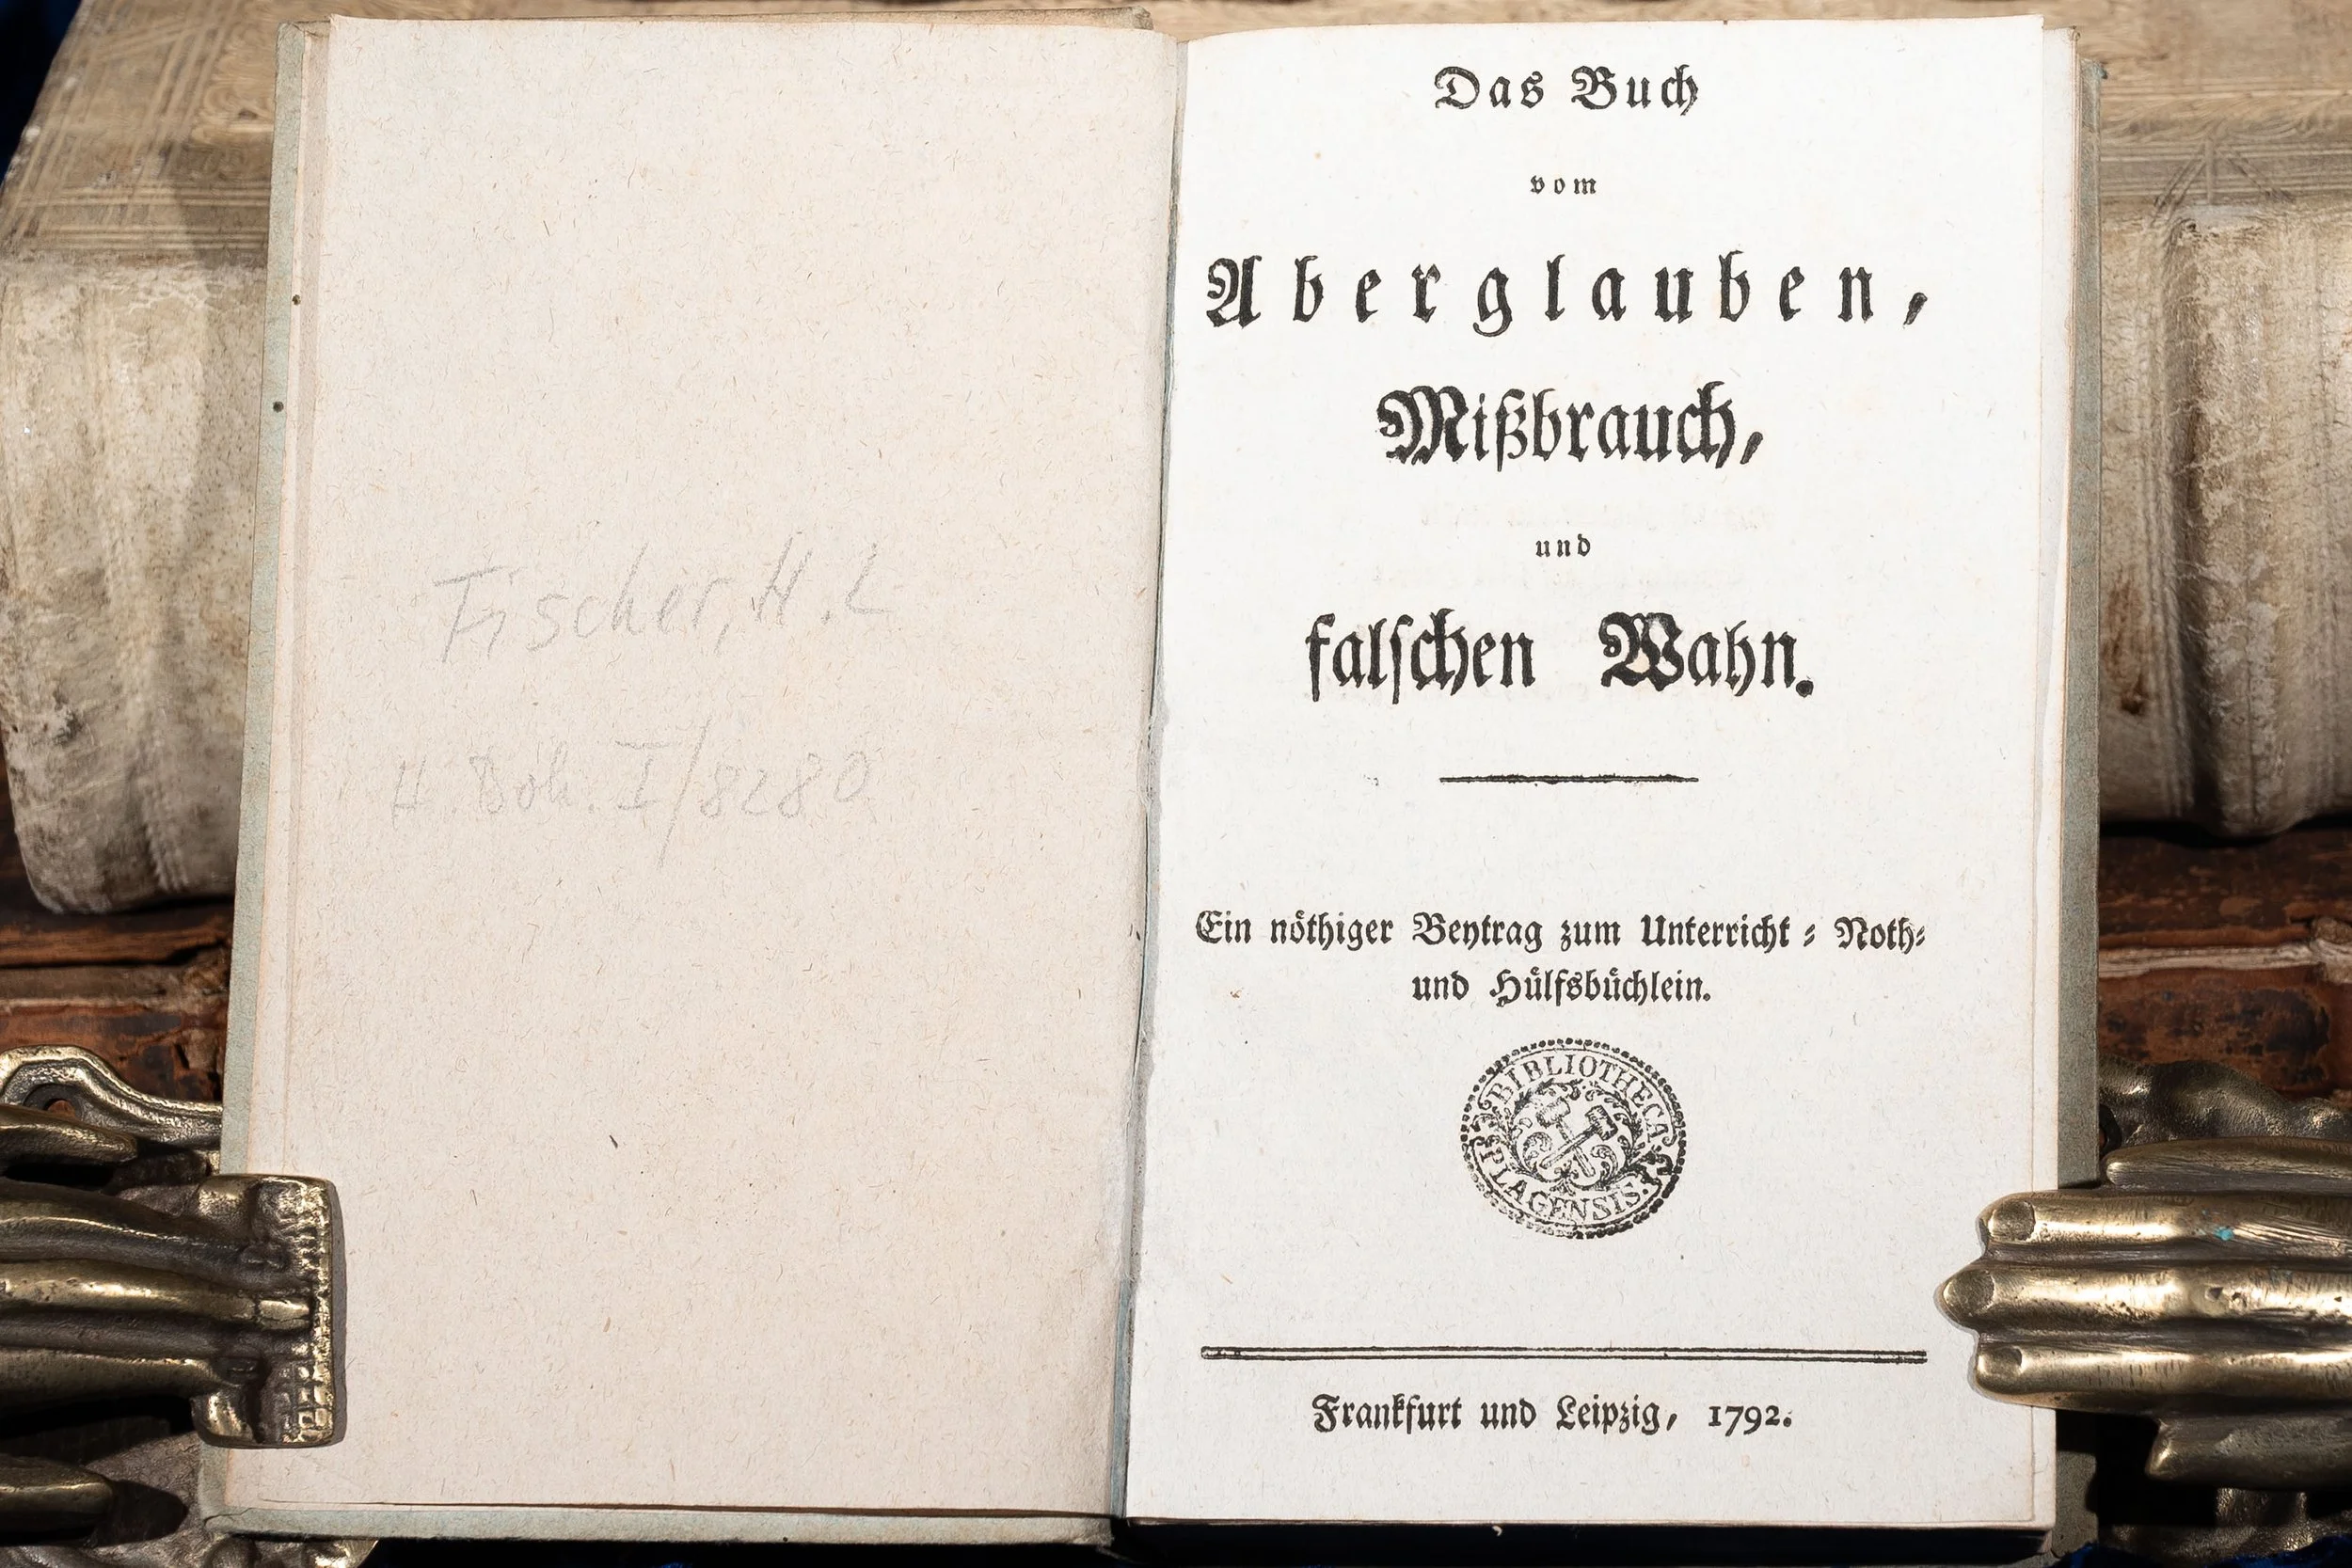 Fischer, H. L
H. Boh. I/8280
Das Buch
vom
Aberglauben,
Mißbrauch,
und
falſchen Wahn.
Ein nöthiger Beytrag zum Unterricht ⸗ Noth⸗
und Hülfsbüchlein.
BIBLIOTHECA
PLAGENSIS.
Frankfurt und Leipzig, 1792.